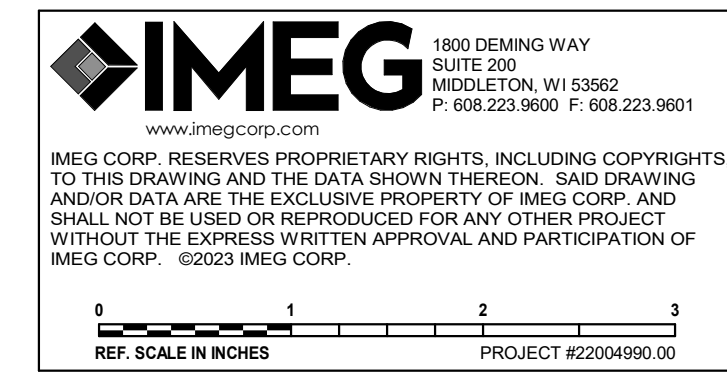 IMEG
1800 DEMING WAY
SUITE 200
MIDDLETON, WI 53562
P: 608.223.9600 F: 608.223.9601
www.imegcorp.com
IMEG CORP. RESERVES PROPRIETARY RIGHTS, INCLUDING COPYRIGHTS
TO THIS DRAWING AND THE DATA SHOWN THEREON. SAID DRAWING
AND/OR DATA ARE THE EXCLUSIVE PROPERTY OF IMEG CORP. AND
SHALL NOT BE USED OR REPRODUCED FOR ANY OTHER PROJECT
WITHOUT THE EXPRESS WRITTEN APPROVAL AND PARTICIPATION OF
IMEG CORP. ©2023 IMEG CORP.
0 1 2 3
REF. SCALE IN INCHES PROJECT #22004990.00